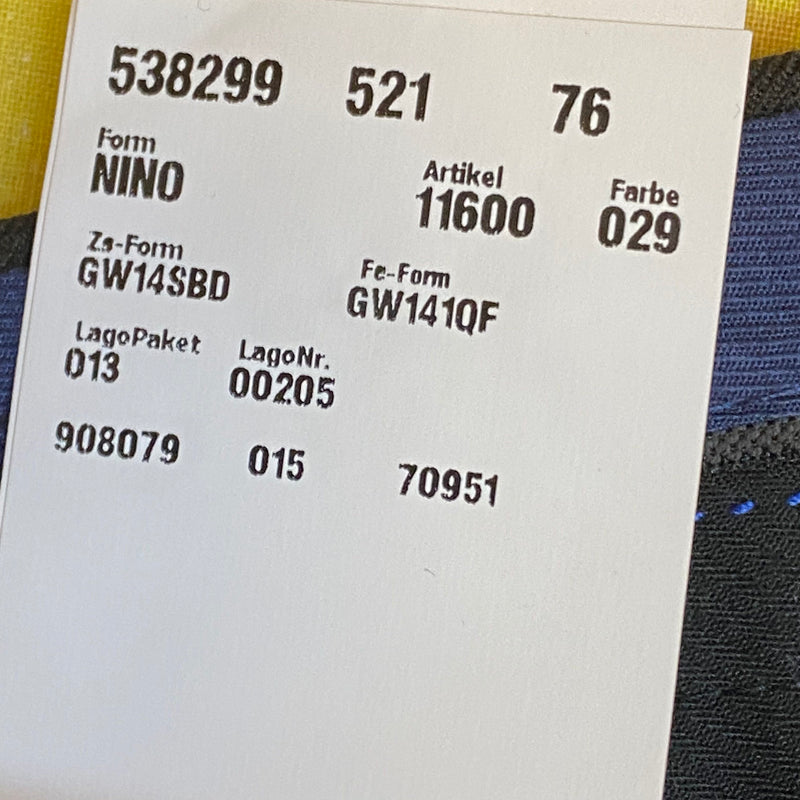 538299 521 76
Form Artikel Farbe
NINO 11600 029
Zs-Form Fe-Form
GW14SBD GW141QF
LagoPaket LagoNr.
013 00205
908079 015 70951